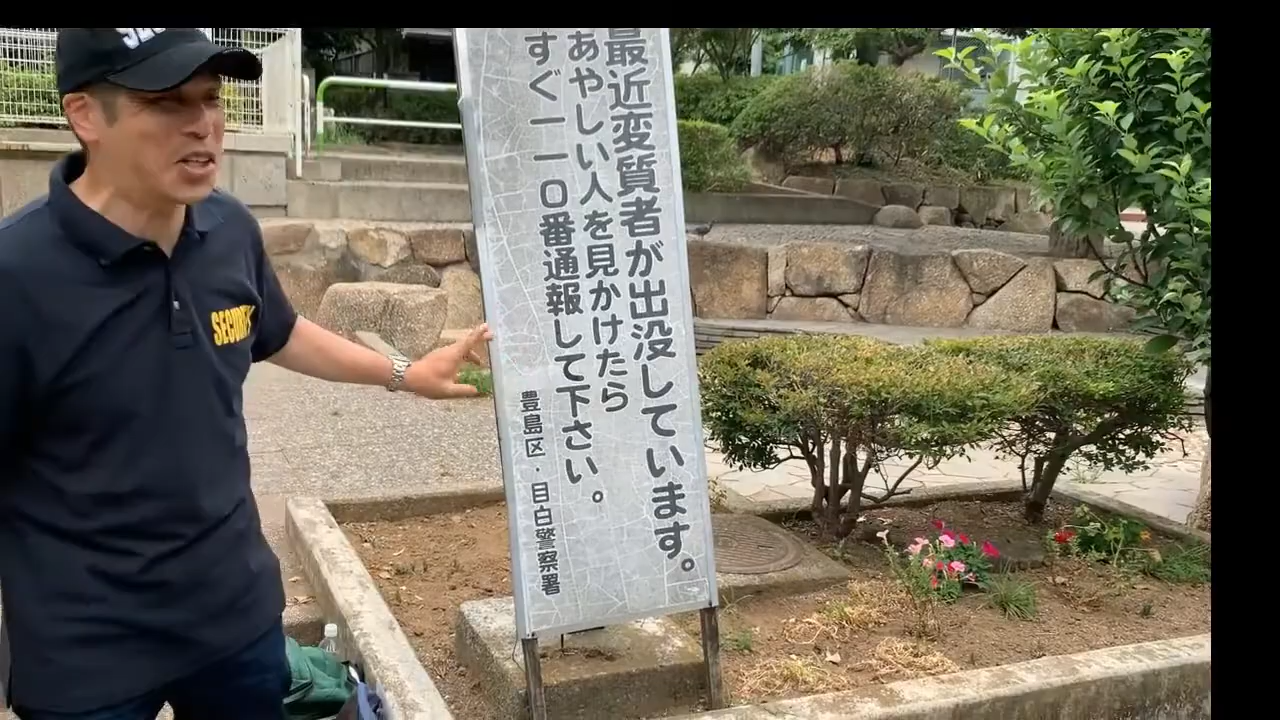 最近変質者が出没しています。
あやしい人を見かけたら
すぐ一一〇番通報して下さい。
豊島区・目白警察署
SECURITY